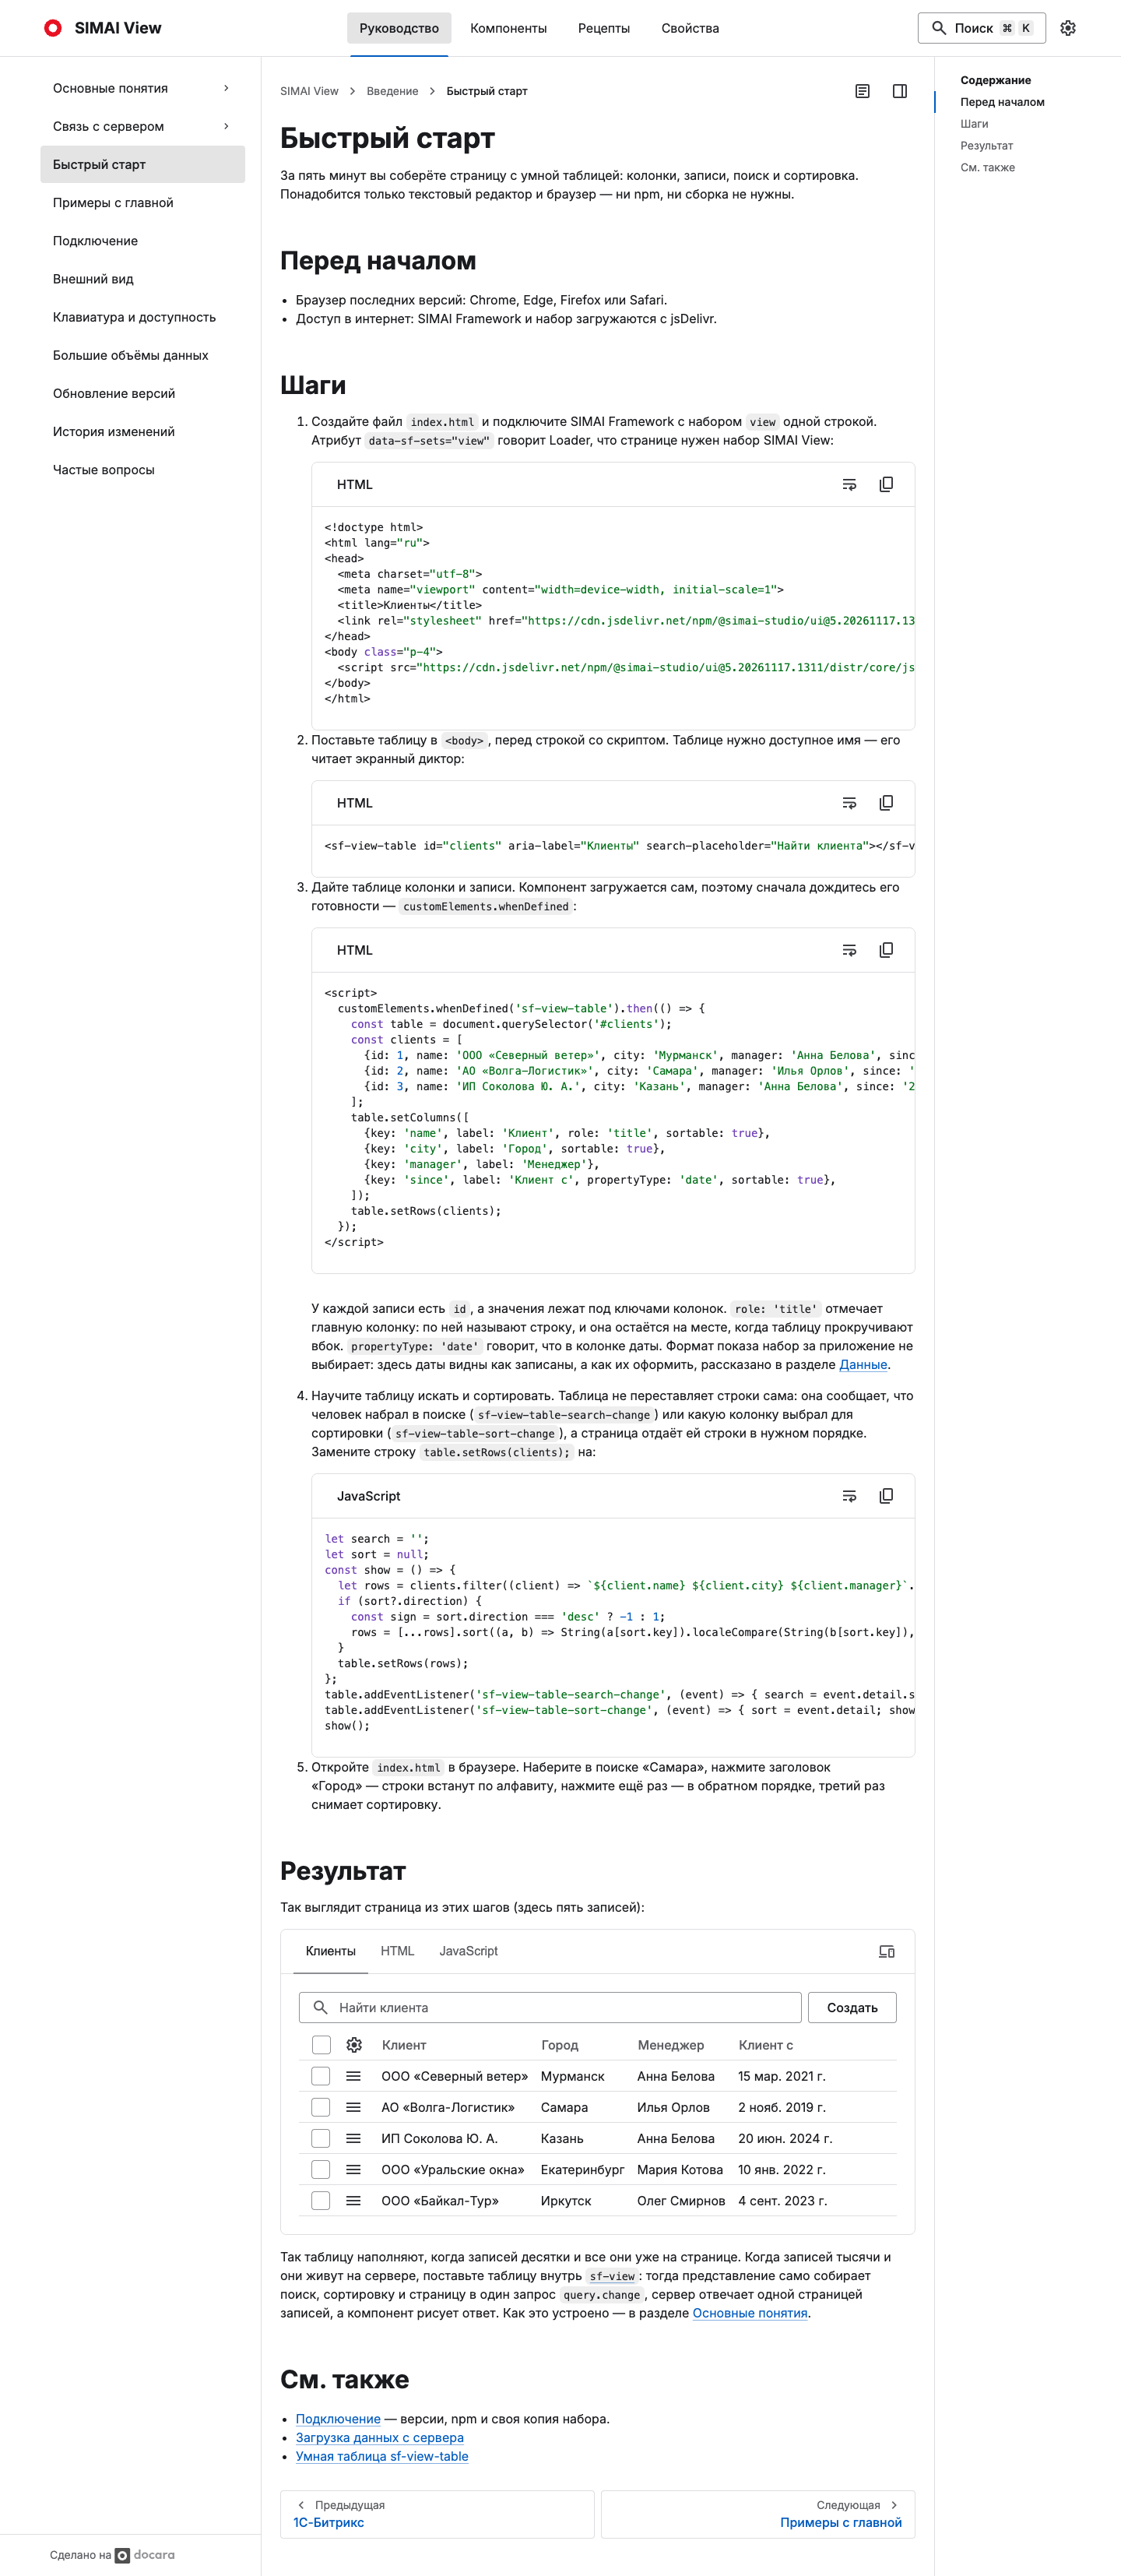 SIMAI View
Руководство
Компоненты
Рецепты
Свойства
Поиск ⌘ K
Основные понятия
Связь с сервером
Быстрый старт
Примеры с главной
Подключение
Внешний вид
Клавиатура и доступность
Большие объёмы данных
Обновление версий
История изменений
Частые вопросы
SIMAI View > Введение > Быстрый старт
Быстрый старт
За пять минут вы соберёте страницу с умной таблицей: колонки, записи, поиск и сортировка.
Понадобится только текстовый редактор и браузер — ни npm, ни сборка не нужны.
Перед началом
• Браузер последних версий: Chrome, Edge, Firefox или Safari.
• Доступ в интернет: SIMAI Framework и набор загружаются с jsDelivr.
Шаги
1. Создайте файл index.html и подключите SIMAI Framework с набором view одной строкой.
Атрибут data-sf-sets="view" говорит Loader, что странице нужен набор SIMAI View:
HTML
<!doctype html>
<html lang="ru">
<head>
  <meta charset="utf-8">
  <meta name="viewport" content="width=device-width, initial-scale=1">
  <title>Клиенты</title>
  <link rel="stylesheet" href="https://cdn.jsdelivr.net/npm/@simai-studio/ui@5.20261117.13
</head>
<body class="p-4">
  <script src="https://cdn.jsdelivr.net/npm/@simai-studio/ui@5.20261117.1311/distr/core/js
</body>
</html>
2. Поставьте таблицу в <body>, перед строкой со скриптом. Таблице нужно доступное имя — его
читает экранный диктор:
HTML
<sf-view-table id="clients" aria-label="Клиенты" search-placeholder="Найти клиента"></sf-v
3. Дайте таблице колонки и записи. Компонент загружается сам, поэтому сначала дождитесь его
готовности — customElements.whenDefined:
HTML
<script>
  customElements.whenDefined('sf-view-table').then(() => {
    const table = document.querySelector('#clients');
    const clients = [
      {id: 1, name: 'ООО «Северный ветер»', city: 'Мурманск', manager: 'Анна Белова', sinc
      {id: 2, name: 'АО «Волга-Логистик»', city: 'Самара', manager: 'Илья Орлов', since: '
      {id: 3, name: 'ИП Соколова Ю. А.', city: 'Казань', manager: 'Анна Белова', since: '2
    ];
    table.setColumns([
      {key: 'name', label: 'Клиент', role: 'title', sortable: true},
      {key: 'city', label: 'Город', sortable: true},
      {key: 'manager', label: 'Менеджер'},
      {key: 'since', label: 'Клиент с', propertyType: 'date', sortable: true},
    ]);
    table.setRows(clients);
  });
</script>
У каждой записи есть id, а значения лежат под ключами колонок. role: 'title' отмечает
главную колонку: по ней называют строку, и она остаётся на месте, когда таблицу прокручивают
вбок. propertyType: 'date' говорит, что в колонке даты. Формат показа набор за приложение не
выбирает: здесь даты видны как записаны, а как их оформить, рассказано в разделе Данные.
4. Научите таблицу искать и сортировать. Таблица не переставляет строки сама: она сообщает, что
человек набрал в поиске (sf-view-table-search-change) или какую колонку выбрал для
сортировки (sf-view-table-sort-change), а страница отдаёт ей строки в нужном порядке.
Замените строку table.setRows(clients); на:
JavaScript
let search = '';
let sort = null;
const show = () => {
  let rows = clients.filter((client) => `${client.name} ${client.city} ${client.manager}`.
  if (sort?.direction) {
    const sign = sort.direction === 'desc' ? -1 : 1;
    rows = [...rows].sort((a, b) => String(a[sort.key]).localeCompare(String(b[sort.key]),
  }
  table.setRows(rows);
};
table.addEventListener('sf-view-table-search-change', (event) => { search = event.detail.s
table.addEventListener('sf-view-table-sort-change', (event) => { sort = event.detail; show
show();
5. Откройте index.html в браузере. Наберите в поиске «Самара», нажмите заголовок
«Город» — строки встанут по алфавиту, нажмите ещё раз — в обратном порядке, третий раз
снимает сортировку.
Результат
Так выглядит страница из этих шагов (здесь пять записей):
Клиенты HTML JavaScript
Найти клиента
Создать
Клиент Город Менеджер Клиент с
ООО «Северный ветер» Мурманск Анна Белова 15 мар. 2021 г.
АО «Волга-Логистик» Самара Илья Орлов 2 нояб. 2019 г.
ИП Соколова Ю. А. Казань Анна Белова 20 июн. 2024 г.
ООО «Уральские окна» Екатеринбург Мария Котова 10 янв. 2022 г.
ООО «Байкал-Тур» Иркутск Олег Смирнов 4 сент. 2023 г.
Так таблицу наполняют, когда записей десятки и все они уже на странице. Когда записей тысячи и
они живут на сервере, поставьте таблицу внутрь sf-view: тогда представление само собирает
поиск, сортировку и страницу в один запрос query.change, сервер отвечает одной страницей
записей, а компонент рисует ответ. Как это устроено — в разделе Основные понятия.
См. также
• Подключение — версии, npm и своя копия набора.
• Загрузка данных с сервера
• Умная таблица sf-view-table
Предыдущая
1С-Битрикс
Следующая
Примеры с главной
Содержание
Перед началом
Шаги
Результат
См. также
Сделано на docara